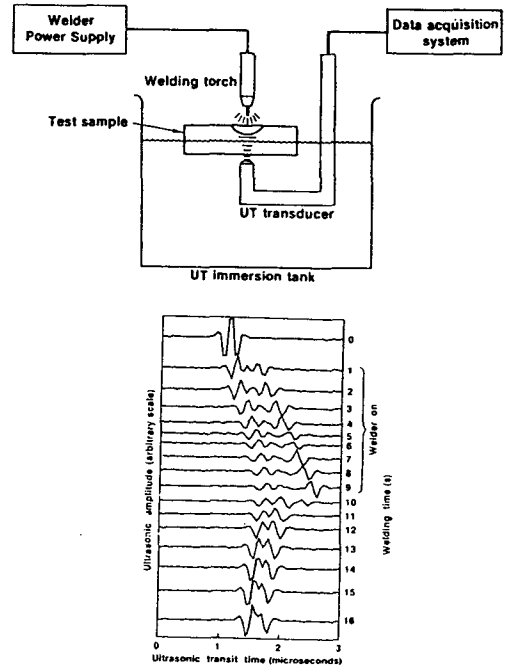 Welder
Power Supply
Data acquisition
system
Welding torch
Test sample
UT transducer
UT immersion tank
Ultrasonic amplitude (arbitrary scale)
0
1
2
3
4
5
6
7
8
9
10
11
12
13
14
15
16
Welder on
Welding time (s)
0
1
2
3
Ultrasonic transit time (microseconds)